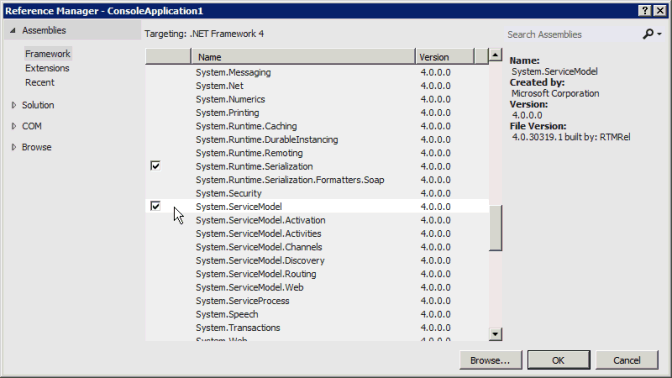 Reference Manager - ConsoleApplication1
Assemblies
Framework
Extensions
Recent
Solution
COM
Browse
Targeting: .NET Framework 4
Name Version
System.Messaging 4.0.0.0
System.Net 4.0.0.0
System.Numerics 4.0.0.0
System.Printing 4.0.0.0
System.Runtime.Caching 4.0.0.0
System.Runtime.DurableInstancing 4.0.0.0
System.Runtime.Remoting 4.0.0.0
System.Runtime.Serialization 4.0.0.0
System.Runtime.Serialization.Formatters.Soap 4.0.0.0
System.Security 4.0.0.0
System.ServiceModel 4.0.0.0
System.ServiceModel.Activation 4.0.0.0
System.ServiceModel.Activities 4.0.0.0
System.ServiceModel.Channels 4.0.0.0
System.ServiceModel.Discovery 4.0.0.0
System.ServiceModel.Routing 4.0.0.0
System.ServiceModel.Web 4.0.0.0
System.ServiceProcess 4.0.0.0
System.Speech 4.0.0.0
System.Transactions 4.0.0.0
System.Web 4.0.0.0
Search Assemblies
Name:
System.ServiceModel
Created by:
Microsoft Corporation
Version:
4.0.0.0
File Version:
4.0.30319.1 built by: RTMRel
Browse... OK Cancel